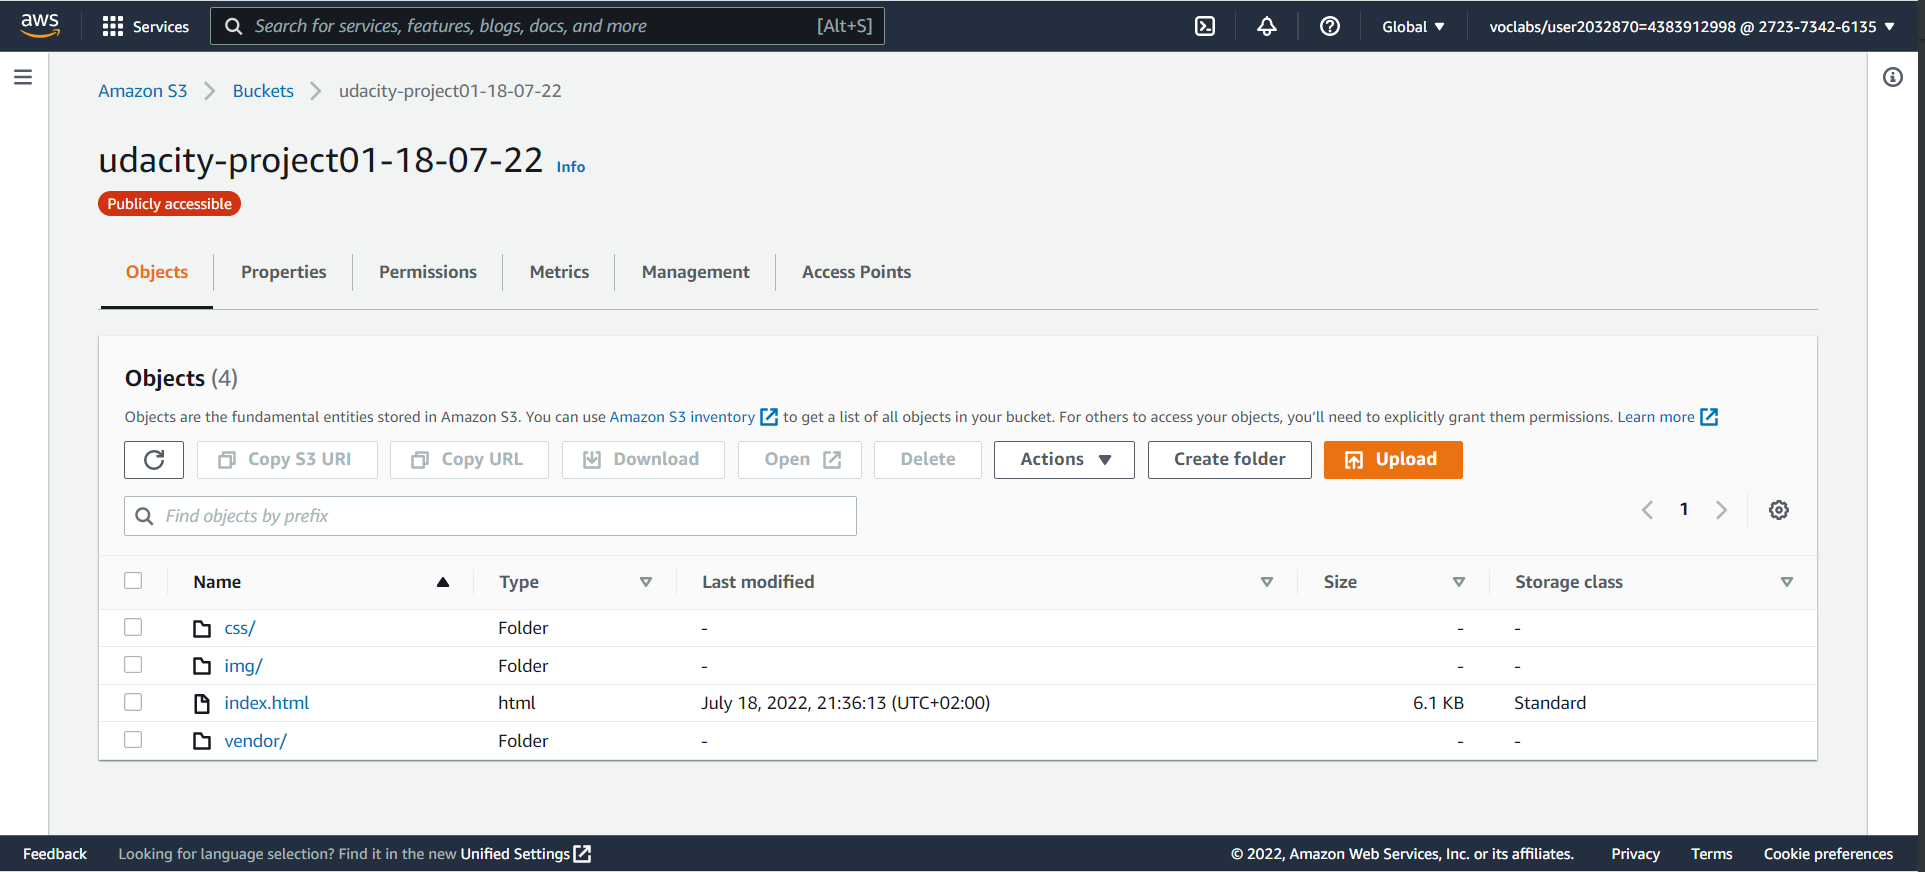 aws Services Search for services, features, blogs, docs, and more [Alt+S] Global voclabs/user2032870=4383912998 @ 2723-7342-6135
Amazon S3 Buckets udacity-project01-18-07-22
udacity-project01-18-07-22 Info
Publicly accessible
Objects Properties Permissions Metrics Management Access Points
Objects (4)
Objects are the fundamental entities stored in Amazon S3. You can use Amazon S3 inventory to get a list of all objects in your bucket. For others to access your objects, you'll need to explicitly grant them permissions. Learn more
Copy S3 URI Copy URL Download Open Delete Actions Create folder Upload
Find objects by prefix 1
Name Type Last modified Size Storage class
css/ Folder - - -
img/ Folder - - -
index.html html July 18, 2022, 21:36:13 (UTC+02:00) 6.1 KB Standard
vendor/ Folder - - -
Feedback Looking for language selection? Find it in the new Unified Settings © 2022, Amazon Web Services, Inc. or its affiliates. Privacy Terms Cookie preferences